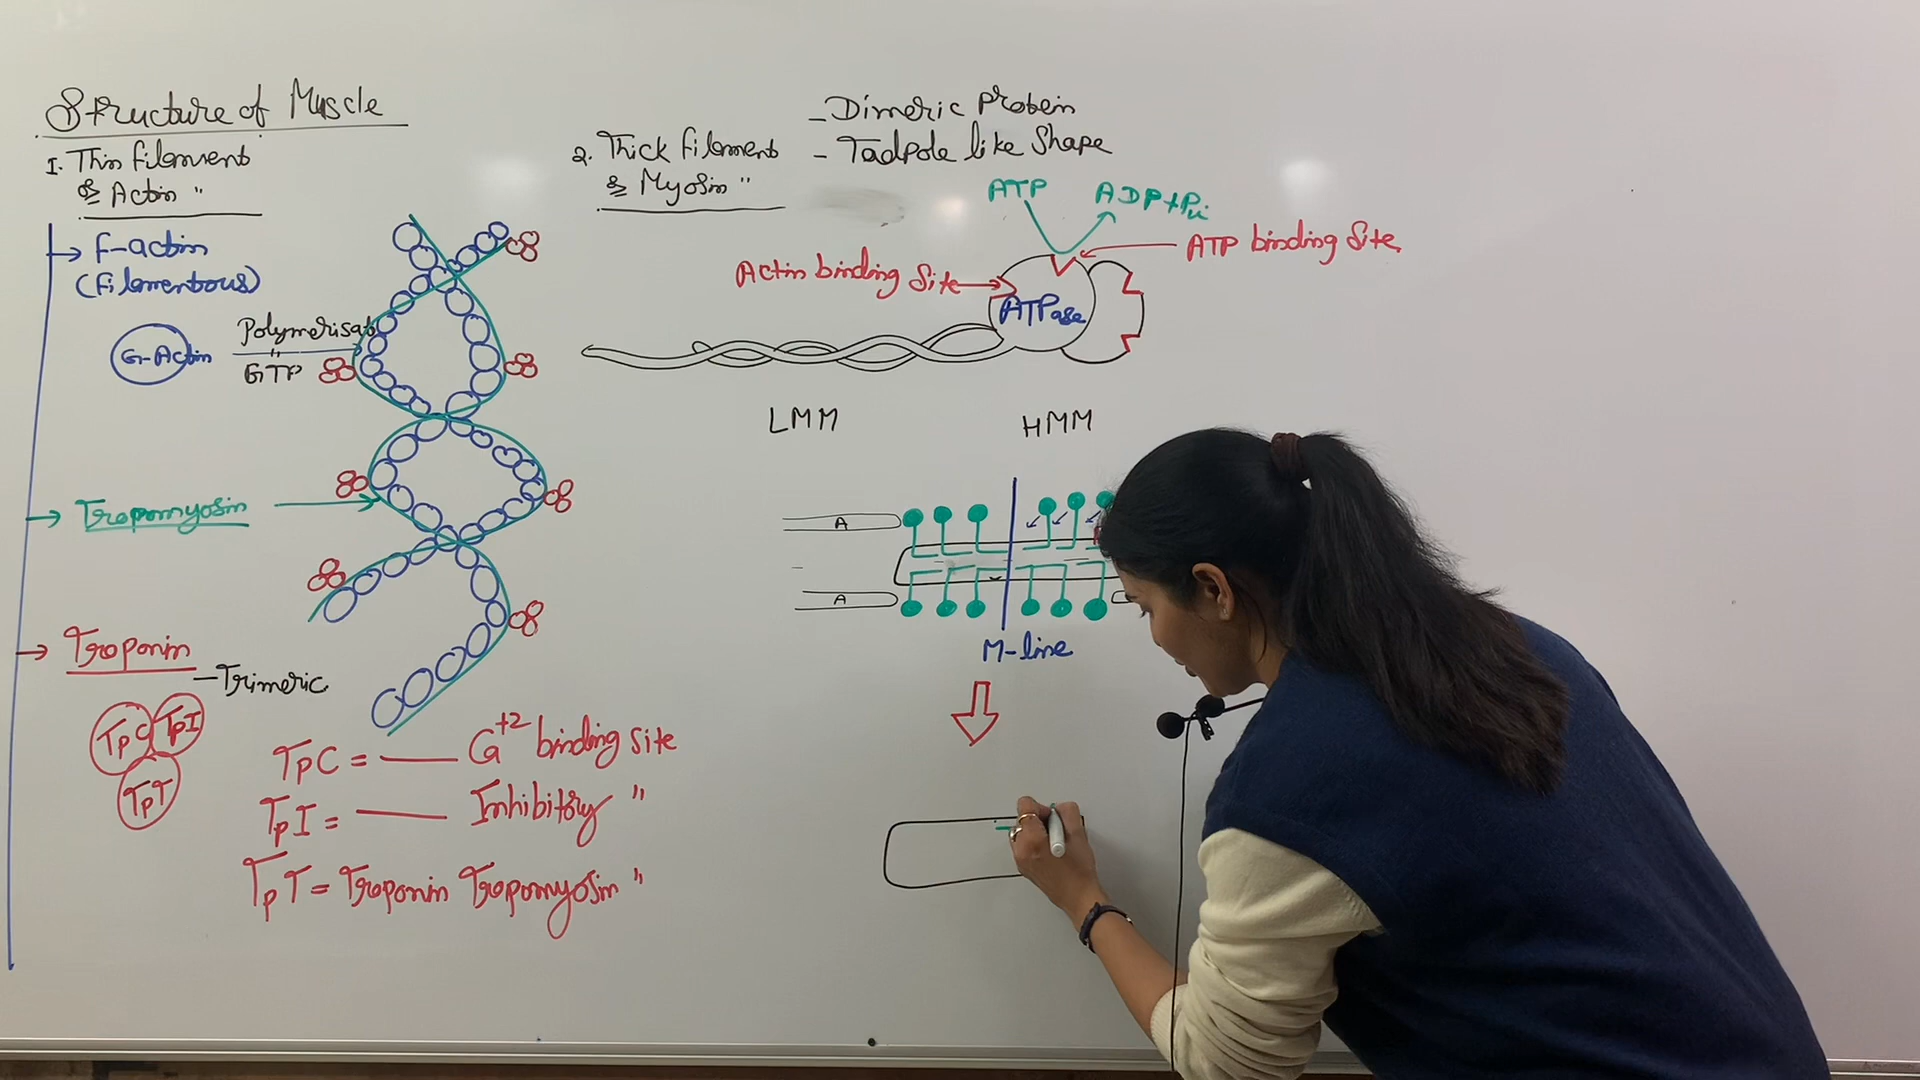 Structure of Muscle
1. Thin filament
or Actin "
→ F-actin
(Filamentous)
G-Actin
Polymerisat
GTP
→ Tropomyosin
→ Troponin
- Trimeric
TpC TpI
TpT
TpC = —— Ca+2 binding site
TpI = —— Inhibitory "
TpT = Troponin Tropomyosin "
2. Thick filament
or Myosin "
- Dimeric protein
- Tadpole like Shape
ATP ADP+Pi
ATP binding Site
Actin binding Site
ATPase
LMM HMM
A
A
M-line